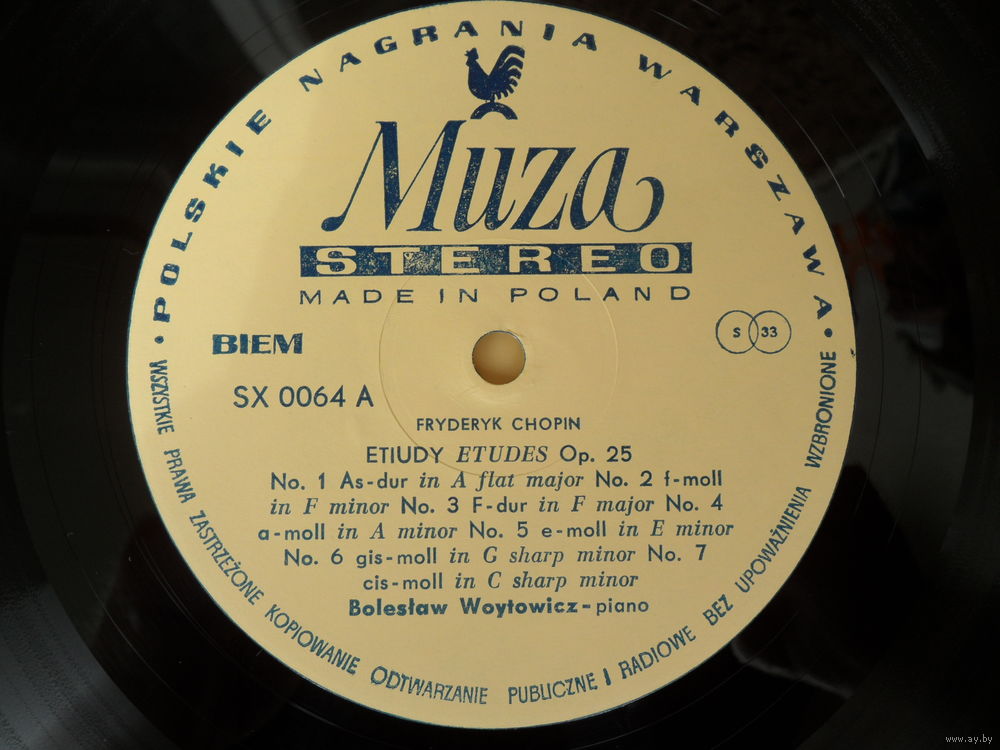 • POLSKIE NAGRANIA WARSZAWA •
Muza
STEREO
MADE IN POLAND
BIEM
S 33
SX 0064 A
FRYDERYK CHOPIN
ETIUDY ETUDES Op. 25
No. 1 As-dur in A flat major No. 2 f-moll
in F minor No. 3 F-dur in F major No. 4
a-moll in A minor No. 5 e-moll in E minor
No. 6 gis-moll in G sharp minor No. 7
cis-moll in C sharp minor
Bolesław Woytowicz-piano
WSZYSTKIE PRAWA ZASTRZEŻONE KOPIOWANIE ODTWARZANIE PUBLICZNE I RADIOWE BEZ UPOWAŻNIENIA WZBRONIONE
www.ay.by